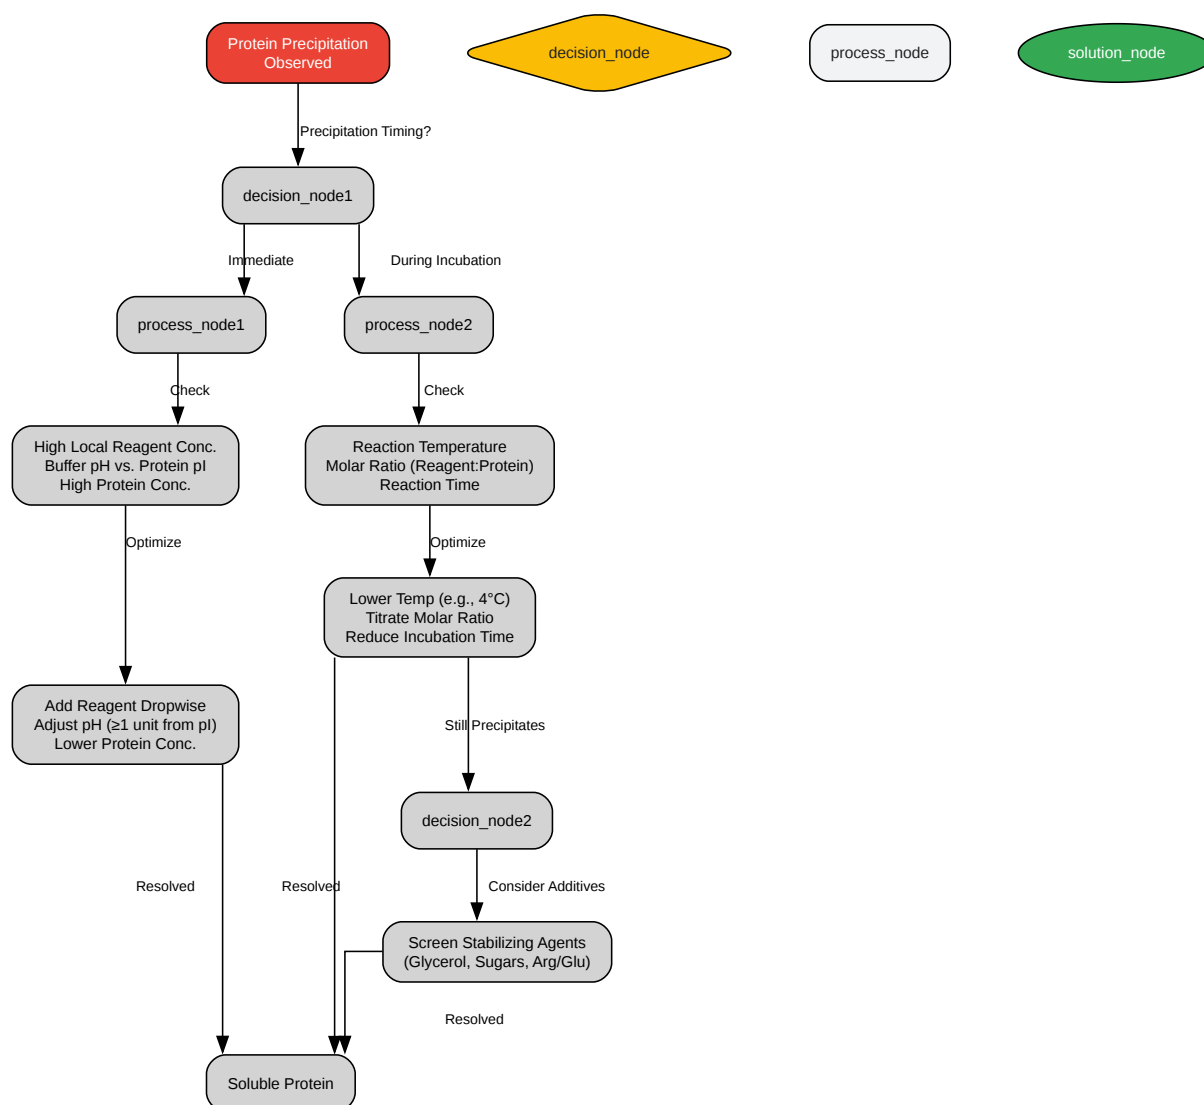 Protein Precipitation
Observed
decision_node
process_node
solution_node
Precipitation Timing?
decision_node1
Immediate
During Incubation
process_node1
process_node2
Check
Check
High Local Reagent Conc.
Buffer pH vs. Protein pI
High Protein Conc.
Reaction Temperature
Molar Ratio (Reagent:Protein)
Reaction Time
Optimize
Optimize
Lower Temp (e.g., 4°C)
Titrate Molar Ratio
Reduce Incubation Time
Add Reagent Dropwise
Adjust pH (≥1 unit from pI)
Lower Protein Conc.
Still Precipitates
decision_node2
Resolved
Resolved
Consider Additives
Screen Stabilizing Agents
(Glycerol, Sugars, Arg/Glu)
Resolved
Soluble Protein